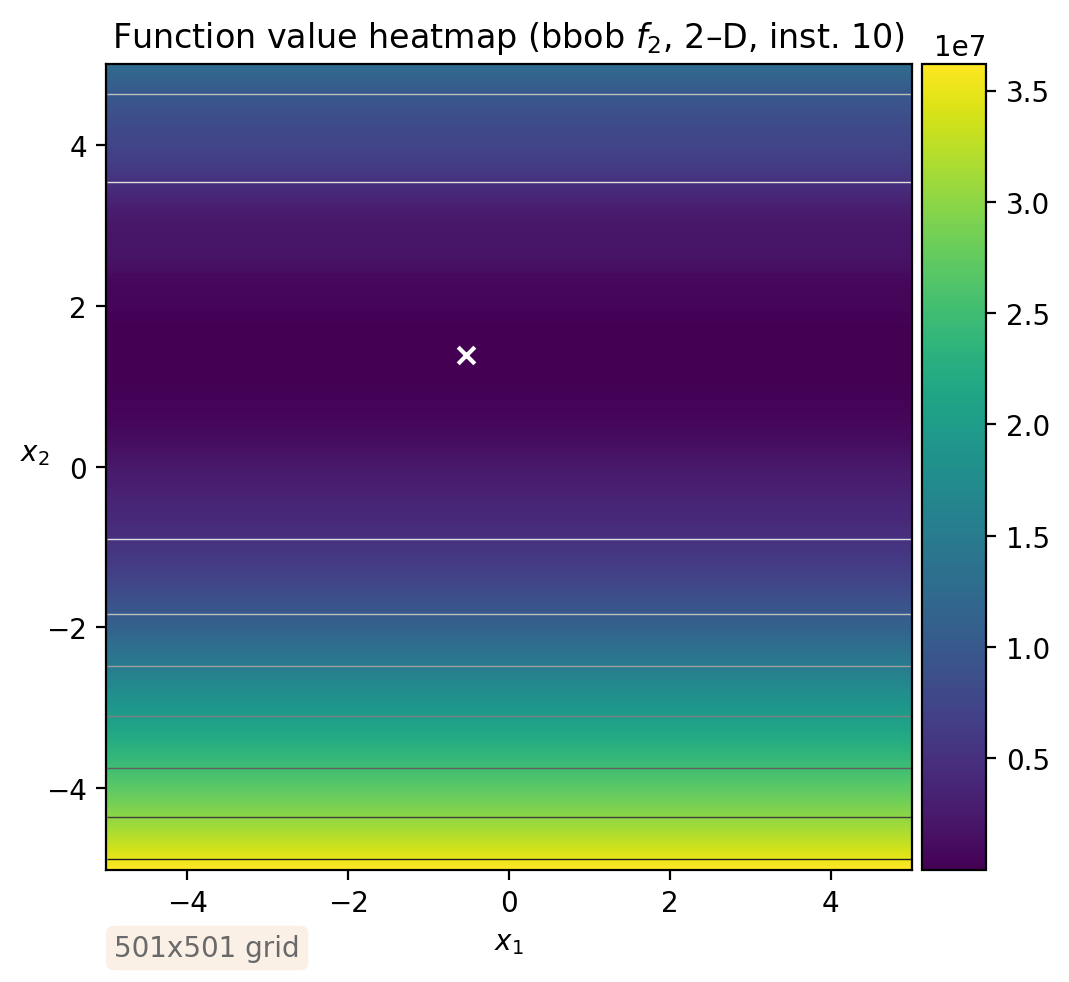 Function value heatmap (bbob f₂, 2–D, inst. 10)
1e7
3.5
3.0
2.5
2.0
1.5
1.0
0.5
4
2
0
−2
−4
x₂
−4 −2 0 2 4
x₁
501x501 grid